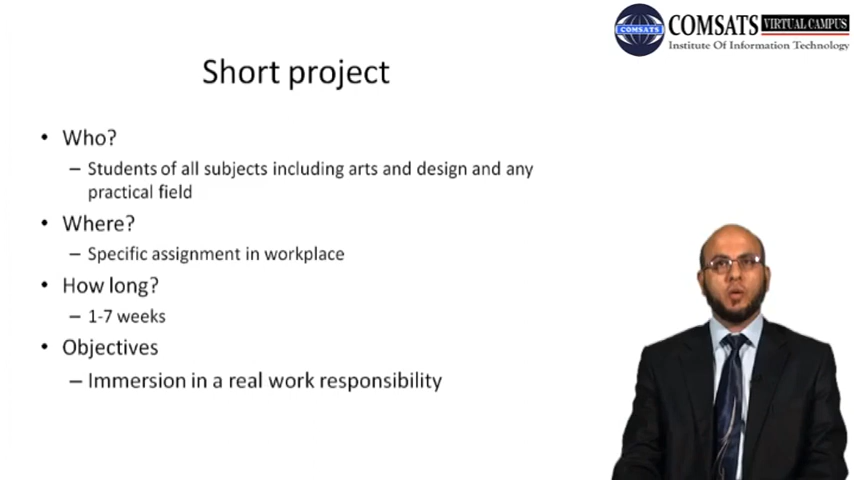 COMSATS VIRTUAL CAMPUS
COMSATS
Institute Of Information Technology
Short project
• Who?
– Students of all subjects including arts and design and any
practical field
• Where?
– Specific assignment in workplace
• How long?
– 1-7 weeks
• Objectives
– Immersion in a real work responsibility